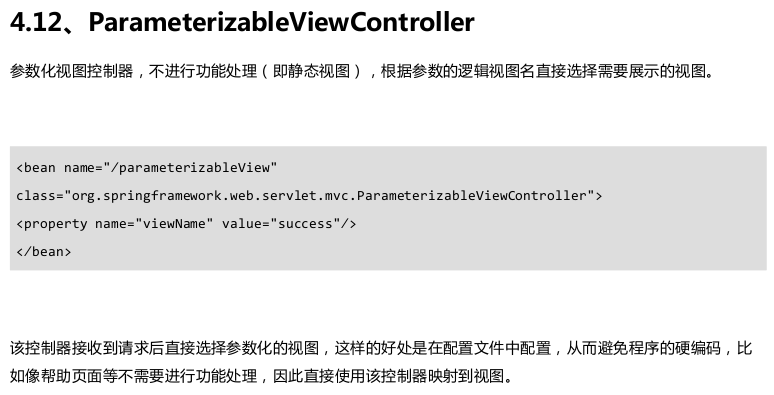 4.12、ParameterizableViewController
参数化视图控制器，不进行功能处理（即静态视图），根据参数的逻辑视图名直接选择需要展示的视图。
<bean name="/parameterizableView"
class="org.springframework.web.servlet.mvc.ParameterizableViewController">
<property name="viewName" value="success"/>
</bean>
该控制器接收到请求后直接选择参数化的视图，这样的好处是在配置文件中配置，从而避免程序的硬编码，比
如像帮助页面等不需要进行功能处理，因此直接使用该控制器映射到视图。